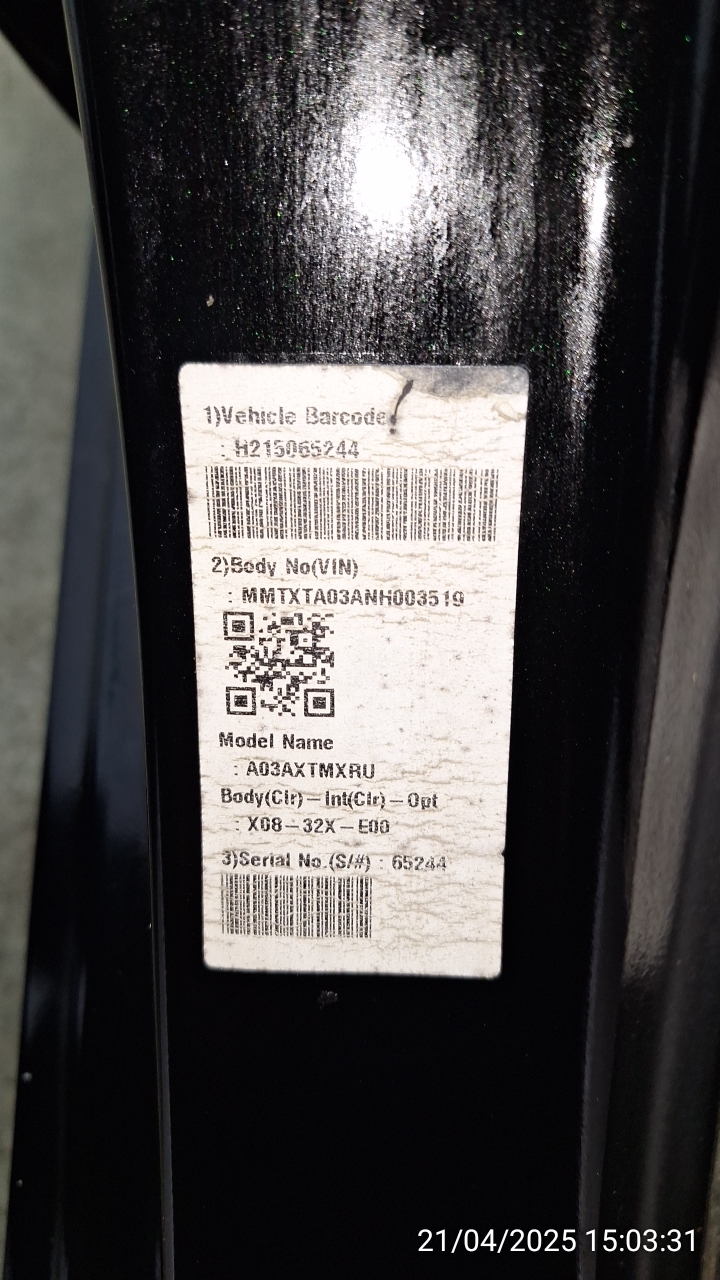 1)Vehicle Barcode
: H215065244
2)Body No(VIN)
: MMTXTA03ANH003519
Model Name
: A03AXTMXRU
Body(Clr)-Int(Clr)-Opt
: X08-32X-E00
3)Serial No.(S/#) : 65244
21/04/2025 15:03:31